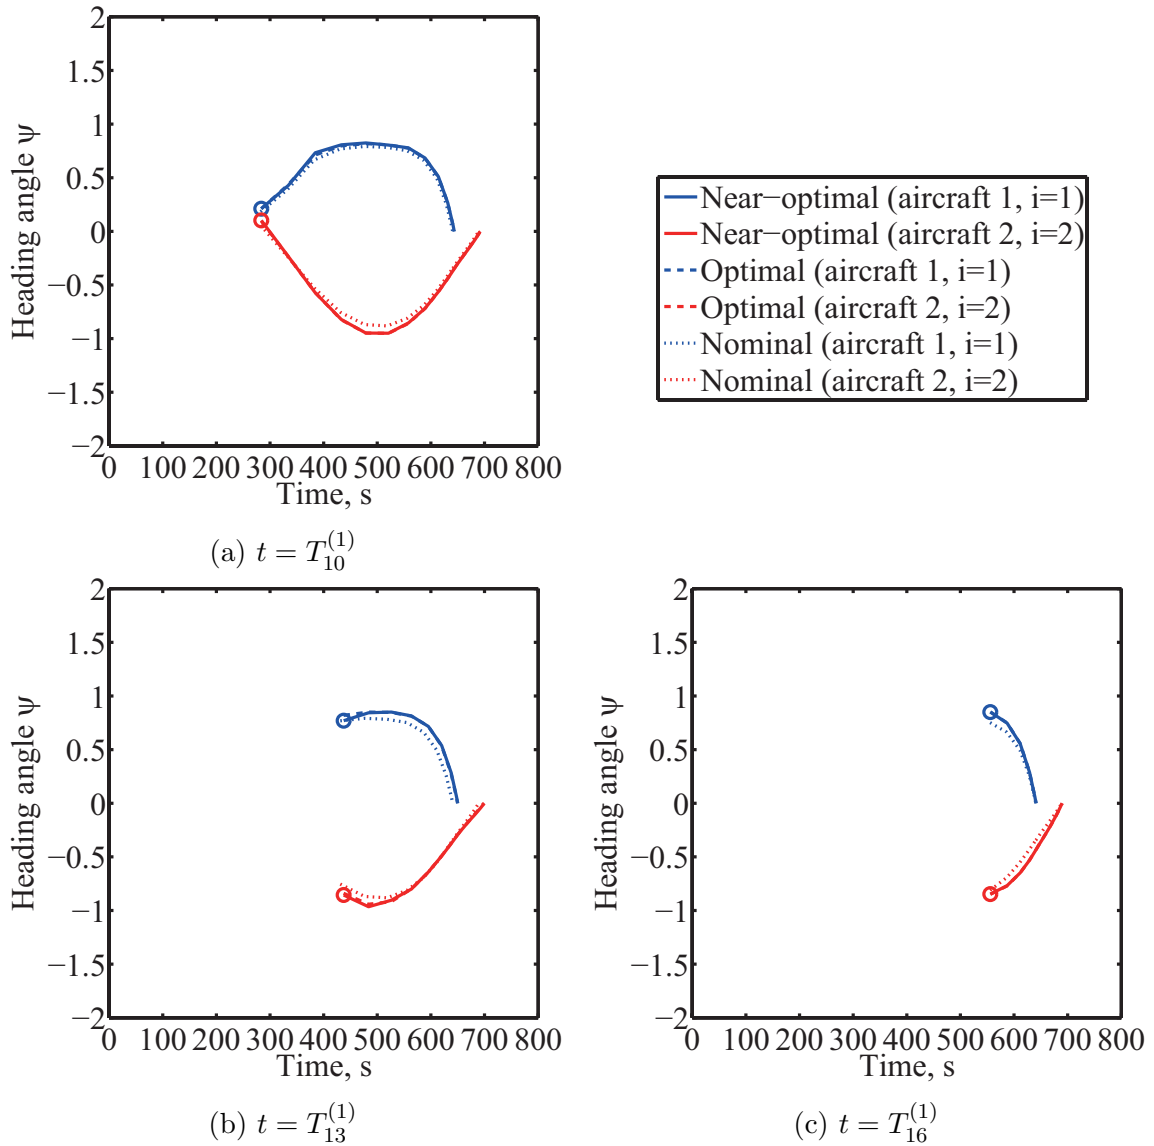 2
1.5
1
0.5
0
−0.5
−1
−1.5
−2
Heading angle ψ
0 100 200 300 400 500 600 700 800
Time, s
Near−optimal (aircraft 1, i=1)
Near−optimal (aircraft 2, i=2)
Optimal (aircraft 1, i=1)
Optimal (aircraft 2, i=2)
Nominal (aircraft 1, i=1)
Nominal (aircraft 2, i=2)
(a) t = T_{10}^{(1)}
2
1.5
1
0.5
0
−0.5
−1
−1.5
−2
Heading angle ψ
0 100 200 300 400 500 600 700 800
Time, s
(b) t = T_{13}^{(1)}
2
1.5
1
0.5
0
−0.5
−1
−1.5
−2
Heading angle ψ
0 100 200 300 400 500 600 700 800
Time, s
(c) t = T_{16}^{(1)}